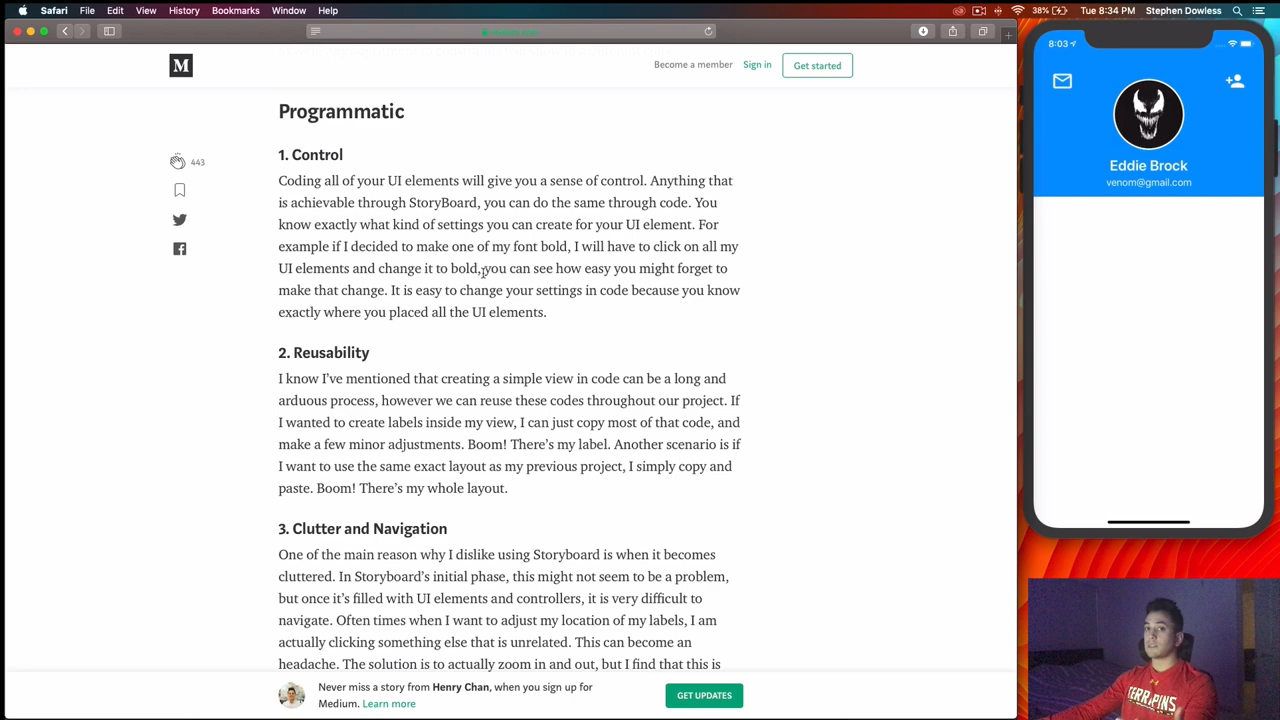 Safari File Edit View History Bookmarks Window Help
38% Tue 8:34 PM Stephen Dowless
M
Become a member Sign in Get started
Programmatic
1. Control
443
Coding all of your UI elements will give you a sense of control. Anything that
is achievable through StoryBoard, you can do the same through code. You
know exactly what kind of settings you can create for your UI element. For
example if I decided to make one of my font bold, I will have to click on all my
UI elements and change it to bold, you can see how easy you might forget to
make that change. It is easy to change your settings in code because you know
exactly where you placed all the UI elements.
2. Reusability
I know I've mentioned that creating a simple view in code can be a long and
arduous process, however we can reuse these codes throughout our project. If
I wanted to create labels inside my view, I can just copy most of that code, and
make a few minor adjustments. Boom! There's my label. Another scenario is if
I want to use the same exact layout as my previous project, I simply copy and
paste. Boom! There's my whole layout.
3. Clutter and Navigation
One of the main reason why I dislike using Storyboard is when it becomes
cluttered. In Storyboard's initial phase, this might not seem to be a problem,
but once it's filled with UI elements and controllers, it is very difficult to
navigate. Often times when I want to adjust my location of my labels, I am
actually clicking something else that is unrelated. This can become an
headache. The solution is to actually zoom in and out, but I find that this is
Never miss a story from Henry Chan, when you sign up for
Medium. Learn more
GET UPDATES
8:03
Eddie Brock
venom@gmail.com
TERRAPINS